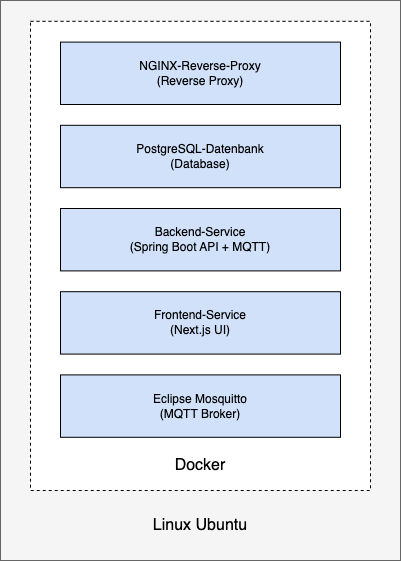 NGINX-Reverse-Proxy
(Reverse Proxy)
PostgreSQL-Datenbank
(Database)
Backend-Service
(Spring Boot API + MQTT)
Frontend-Service
(Next.js UI)
Eclipse Mosquitto
(MQTT Broker)
Docker
Linux Ubuntu